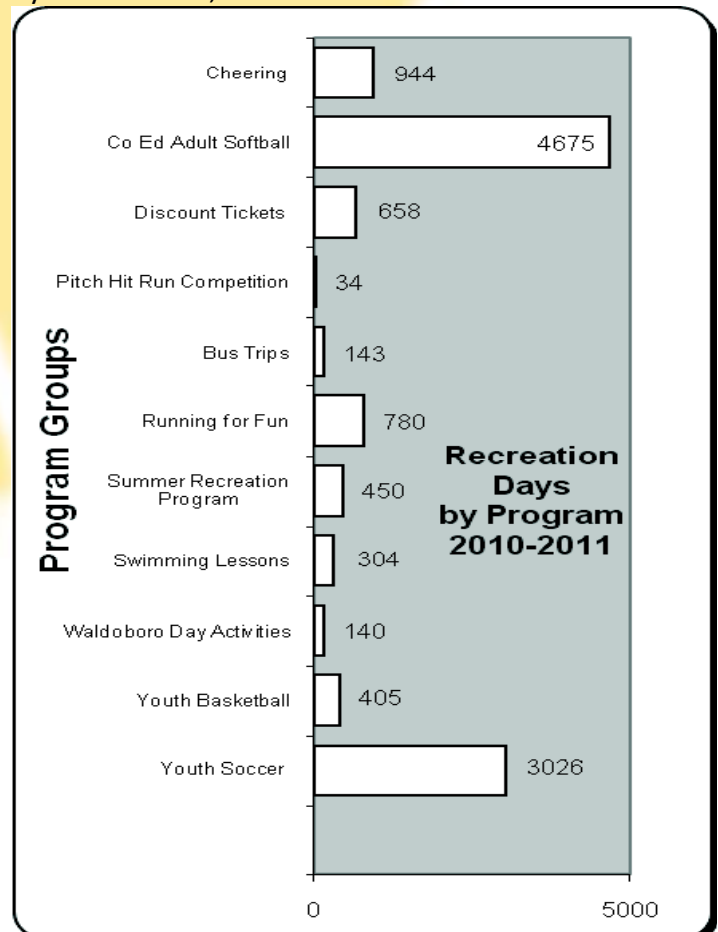 Cheering
944
Co Ed Adult Softball
4675
Discount Tickets
658
Pitch Hit Run Competition
34
Bus Trips
143
Running for Fun
780
Summer Recreation
Program
450
Swimming Lessons
304
Waldoboro Day Activities
140
Youth Basketball
405
Youth Soccer
3026
Program Groups
Recreation
Days
by Program
2010-2011
0
5000